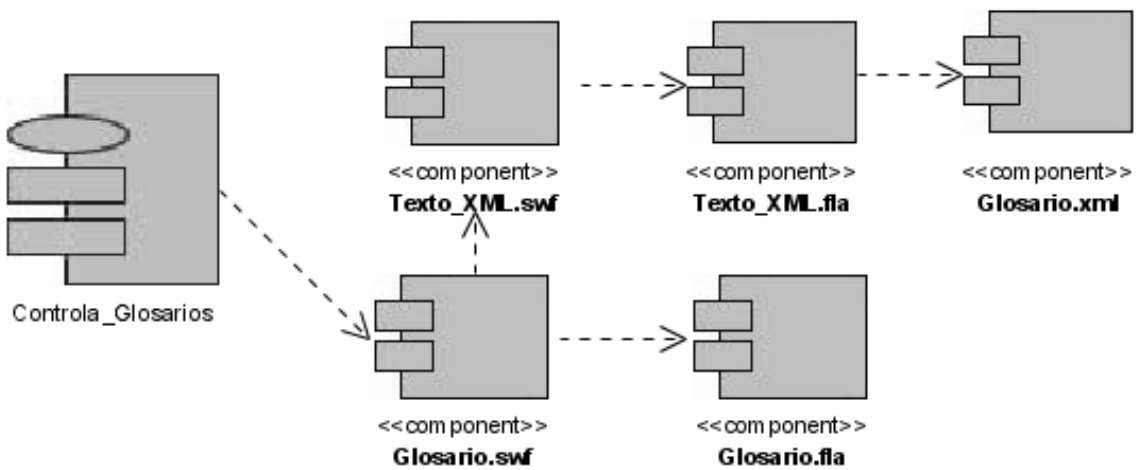 <<component>>
Texto_XML.swf
<<component>>
Texto_XML.fla
<<component>>
Glosario.xml
Controla_Glosarios
<<component>>
Glosario.swf
<<component>>
Glosario.fla